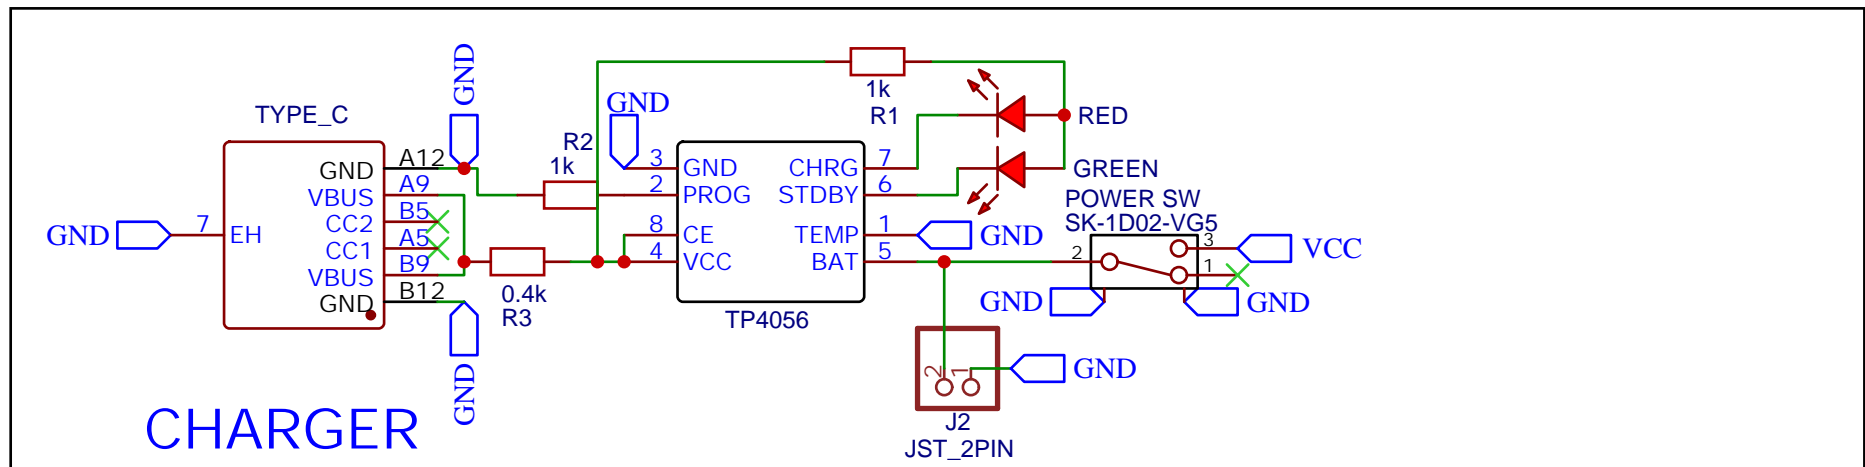 GND
TYPE_C
GND
7
EH
GND A12
VBUS A9
CC2 B5
CC1 A5
VBUS B9
GND B12
GND
R2
1k
0.4k
R3
GND
3 GND
2 PROG
8 CE
4 VCC
CHRG 7
STDBY 6
TEMP 1
BAT 5
TP4056
1k
R1
RED
GREEN
GND
POWER SW
SK-1D02-VG5
2
3
1
VCC
GND
GND
2 1
GND
J2
JST_2PIN
CHARGER